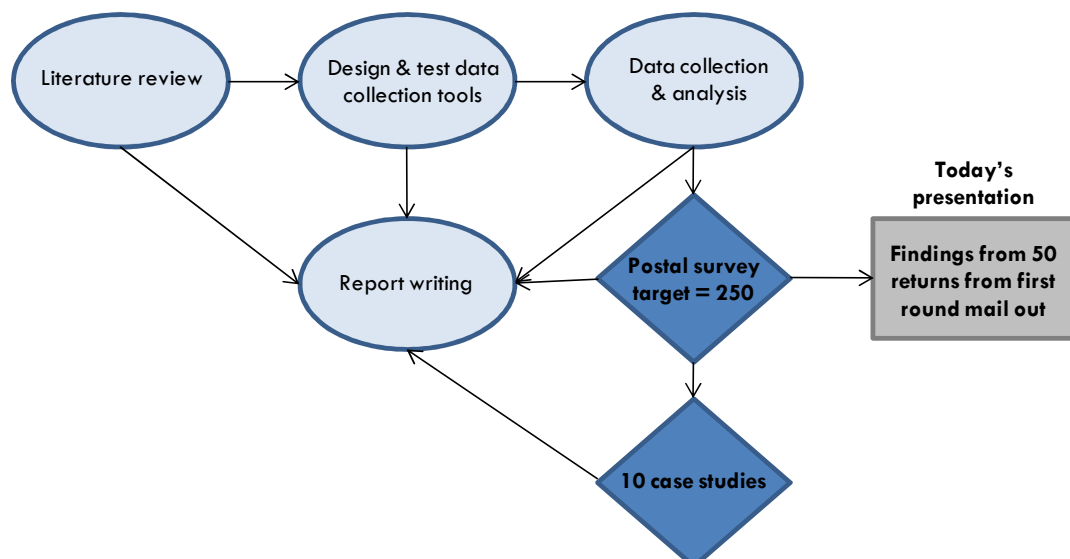 Literature review
Design & test data
collection tools
Data collection
& analysis
Today's
presentation
Report writing
Postal survey
target = 250
Findings from 50
returns from first
round mail out
10 case studies